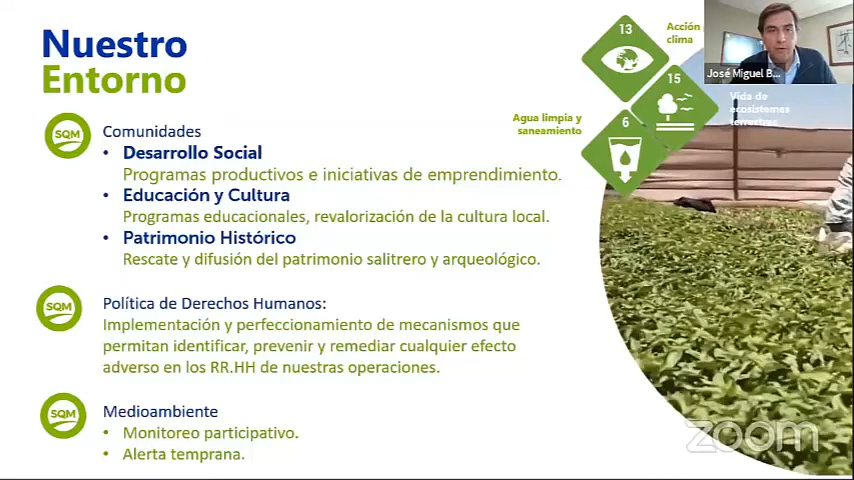 Nuestro
Entorno
13
Acción
clima
José Miguel B...
15
Vida de
ecosistemas
terrestres
Agua limpia y
saneamiento
6
SQM
Comunidades
• Desarrollo Social
Programas productivos e iniciativas de emprendimiento.
• Educación y Cultura
Programas educacionales, revalorización de la cultura local.
• Patrimonio Histórico
Rescate y difusión del patrimonio salitrero y arqueológico.
SQM
Política de Derechos Humanos:
Implementación y perfeccionamiento de mecanismos que
permitan identificar, prevenir y remediar cualquier efecto
adverso en los RR.HH de nuestras operaciones.
SQM
Medioambiente
• Monitoreo participativo.
• Alerta temprana.
zoom